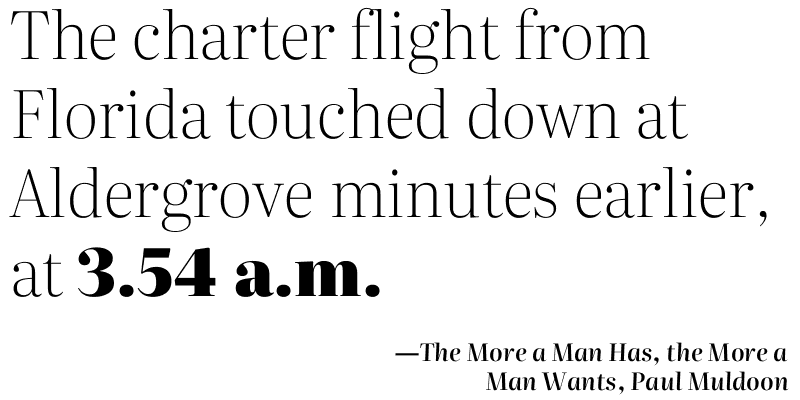 The charter flight from
Florida touched down at
Aldergrove minutes earlier,
at 3.54 a.m.
—The More a Man Has, the More a
Man Wants, Paul Muldoon